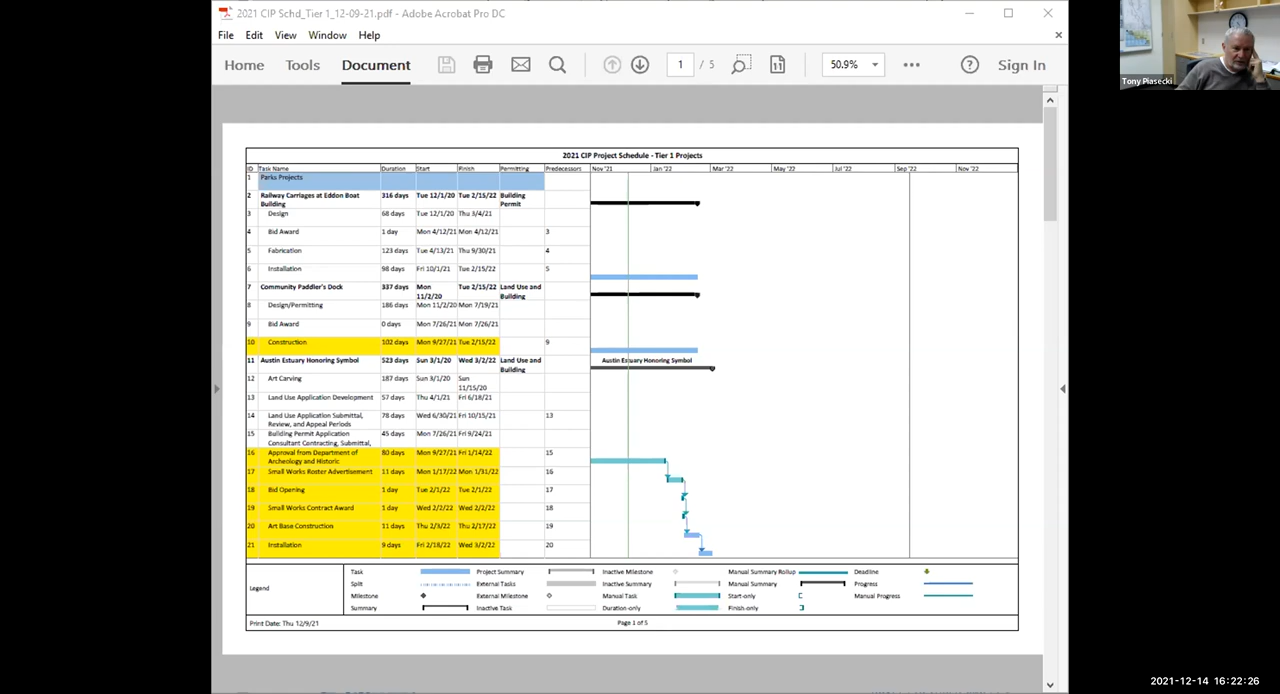 2021 CIP Schd_Tier 1_12-09-21.pdf - Adobe Acrobat Pro DC
File Edit View Window Help
Home Tools Document 1 / 5 50.9% Sign In
Tony Piasecki
2021 CIP Project Schedule - Tier 1 Projects
ID Task Name Duration Start Finish Permitting Predecessors Nov '21 Jan '22 Mar '22 May '22 Jul '22 Sep '22 Nov '22
1 Parks Projects
2 Railway Carriages at Eddon Boat 316 days Tue 12/1/20 Tue 2/15/22 Building
Building Permit
3 Design 68 days Tue 12/1/20 Thu 3/4/21
4 Bid Award 1 day Mon 4/12/21 Mon 4/12/21 3
5 Fabrication 123 days Tue 4/13/21 Thu 9/30/21 4
6 Installation 98 days Fri 10/1/21 Tue 2/15/22 5
7 Community Paddler's Dock 337 days Mon Tue 2/15/22 Land Use and
11/2/20 Building
8 Design/Permitting 186 days Mon 11/2/20 Mon 7/19/21
9 Bid Award 0 days Mon 7/26/21 Mon 7/26/21
10 Construction 102 days Mon 9/27/21 Tue 2/15/22 9
11 Austin Estuary Honoring Symbol 523 days Sun 3/1/20 Wed 3/2/22 Land Use and Austin Estuary Honoring Symbol
Building
12 Art Carving 187 days Sun 3/1/20 Sun
11/15/20
13 Land Use Application Development 57 days Thu 4/1/21 Fri 6/18/21
14 Land Use Application Submittal, 78 days Wed 6/30/21 Fri 10/15/21 13
Review, and Appeal Periods
15 Building Permit Application 45 days Mon 7/26/21 Fri 9/24/21
Consultant Contracting, Submittal,
16 Approval from Department of 80 days Mon 9/27/21 Fri 1/14/22 15
Archeology and Historic
17 Small Works Roster Advertisement 11 days Mon 1/17/22 Mon 1/31/22 16
18 Bid Opening 1 day Tue 2/1/22 Tue 2/1/22 17
19 Small Works Contract Award 1 day Wed 2/2/22 Wed 2/2/22 18
20 Art Base Construction 11 days Thu 2/3/22 Thu 2/17/22 19
21 Installation 9 days Fri 2/18/22 Wed 3/2/22 20
Task Project Summary Inactive Milestone Manual Summary Rollup Deadline
Split External Tasks Inactive Summary Manual Summary Progress
Legend
Milestone External Milestone Manual Task Start-only Manual Progress
Summary Inactive Task Duration-only Finish-only
Print Date: Thu 12/9/21 Page 1 of 5
2021-12-14 16:22:26